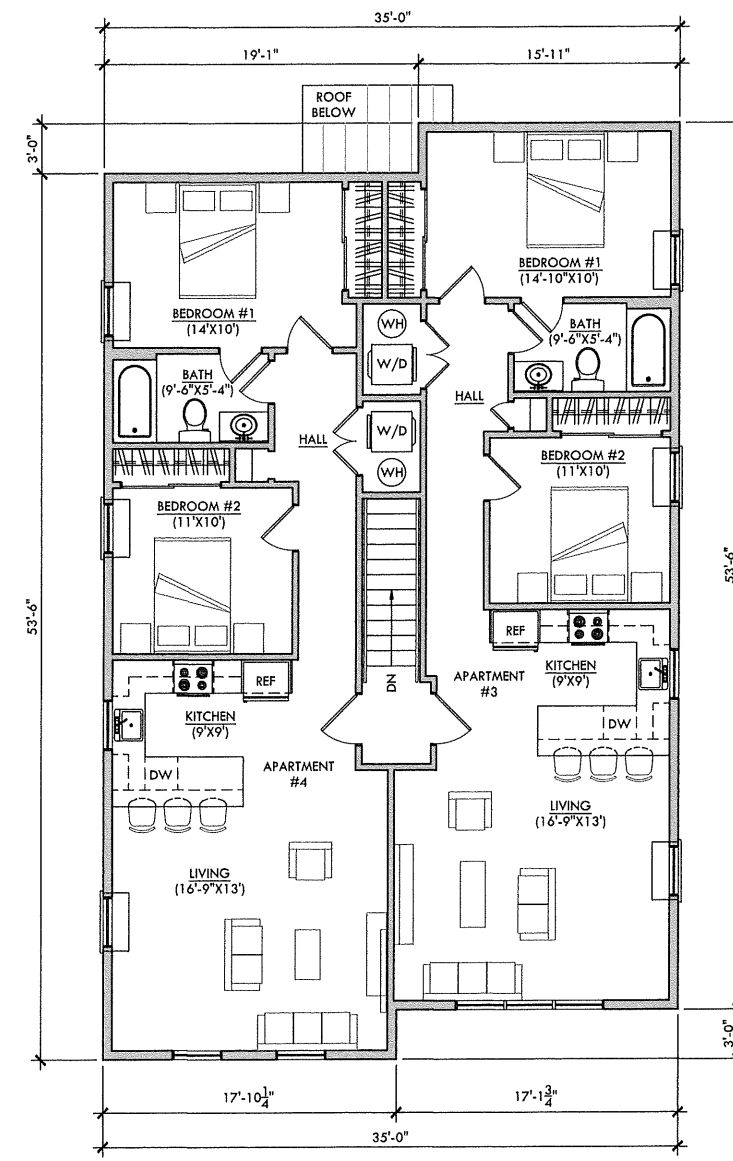 35'-0"
19'-1"
15'-11"
ROOF
BELOW
3'-0"
BEDROOM #1
(14'-10"X10')
BEDROOM #1
(14'X10')
WH
W/D
BATH
(9'-6"X5'-4")
BATH
(9'-6"X5'-4")
HALL
HALL
W/D
WH
BEDROOM #2
(11'X10')
BEDROOM #2
(11'X10')
53'-6"
53'-6"
REF
KITCHEN
(9'X9')
APARTMENT
#3
DN
REF
KITCHEN
(9'X9')
DW
APARTMENT
#4
DW
LIVING
(16'-9"X13')
LIVING
(16'-9"X13')
3'-0"
17'-10 1/4"
17'-1 3/4"
35'-0"